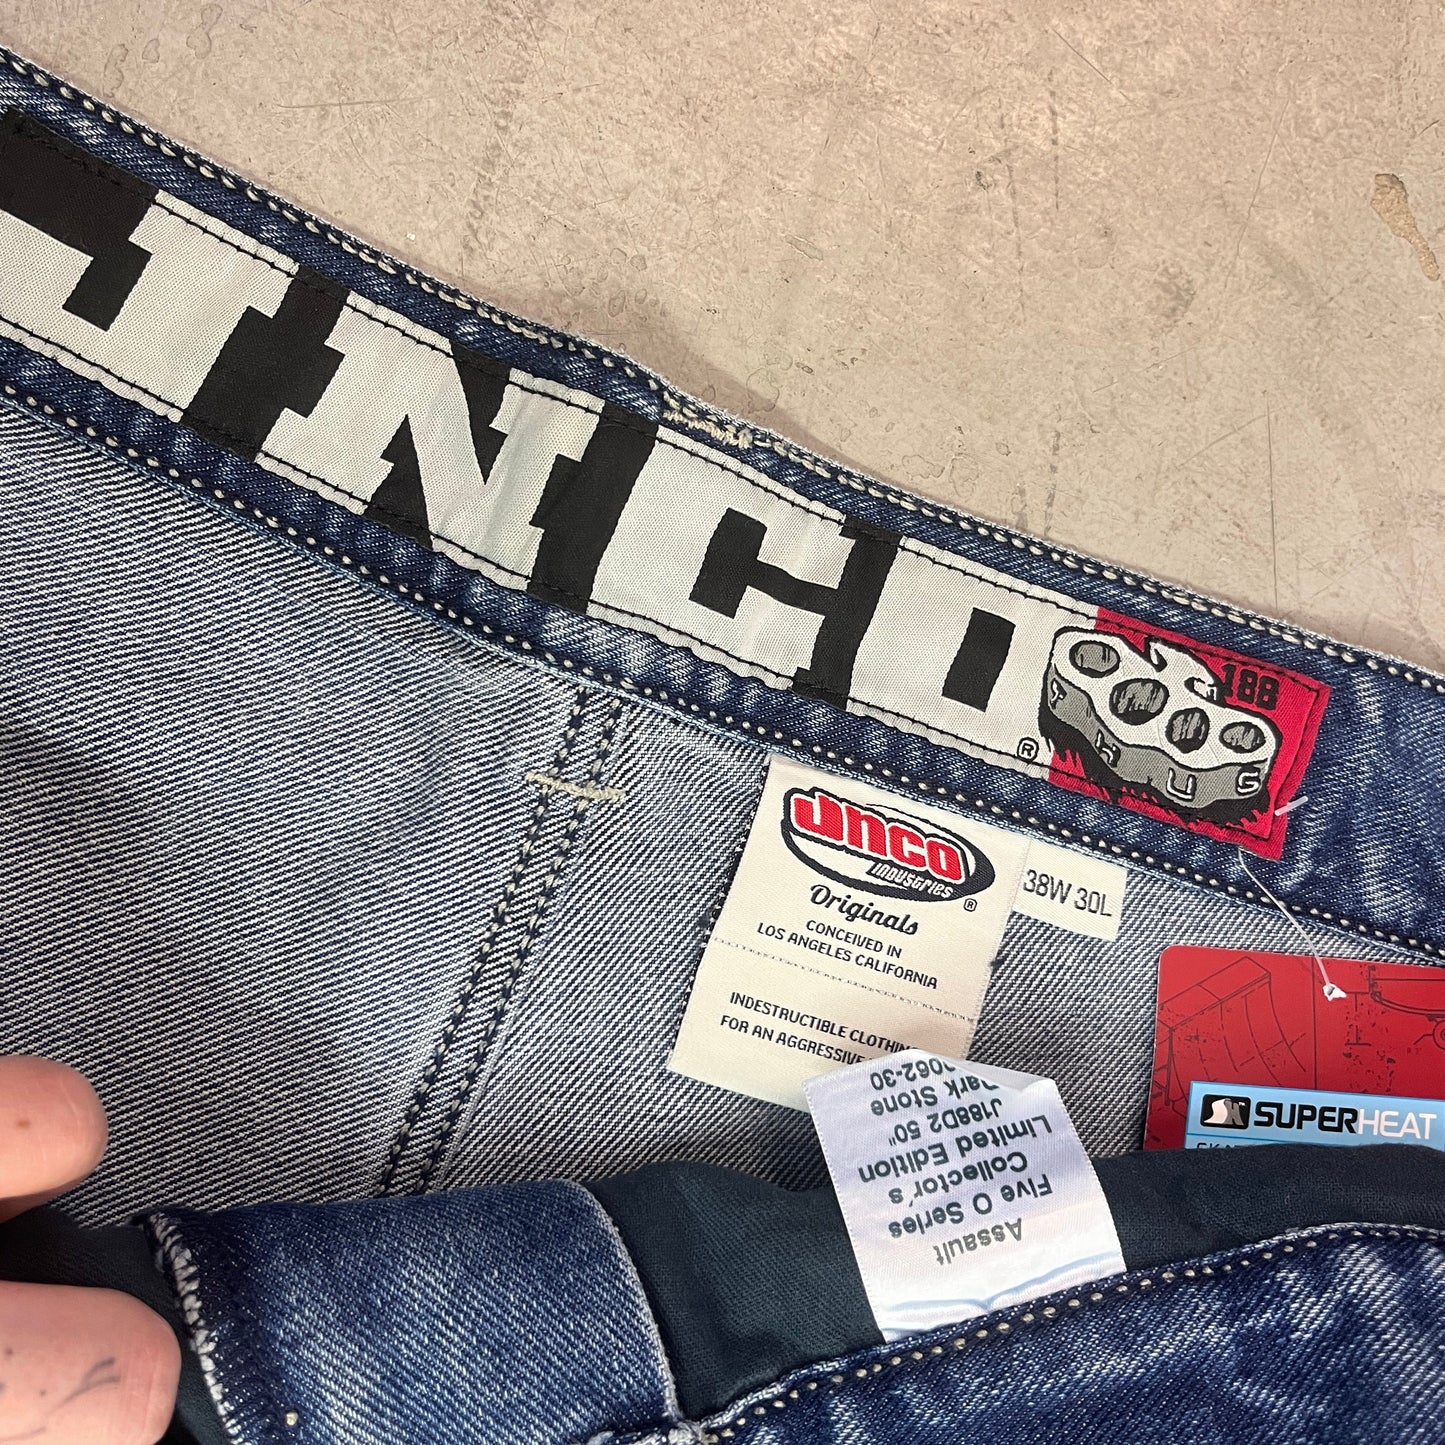 JNCO
®
188
THUG
JNCO
INDUSTRIES
®
Originals
CONCEIVED IN
LOS ANGELES CALIFORNIA
INDESTRUCTIBLE CLOTHING
FOR AN AGGRESSIVE
38W 30L
SUPERHEAT
Assault
Five O Series
Collector's
Limited Edition
J188D2 50"
Dark Stone